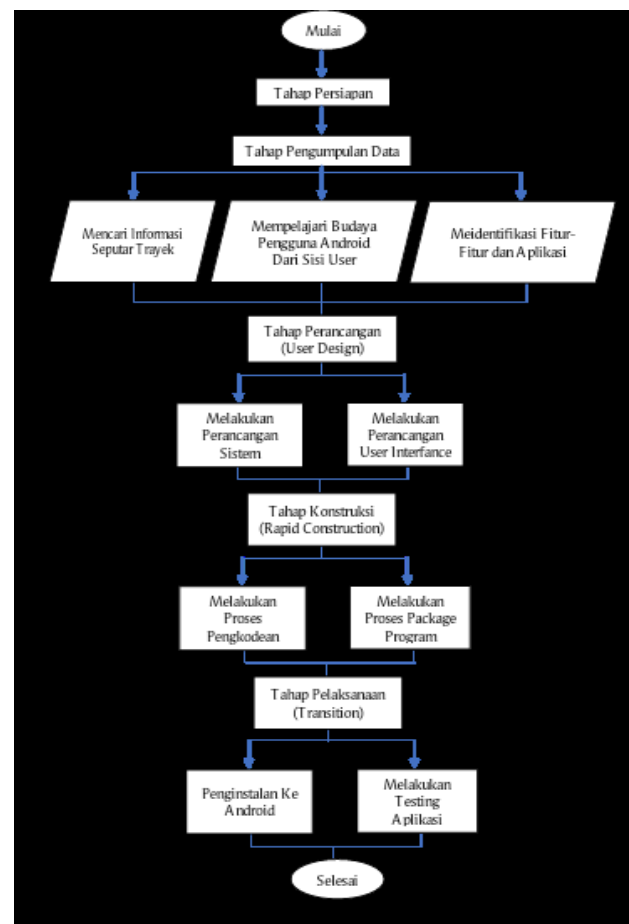 Mulai
Tahap Persiapan
Tahap Pengumpulan Data
Mencari Informasi
Seputar Trayek
Mempelajari Budaya
Pengguna Android
Dari Sisi User
Meidentifikasi Fitur-
Fitur dan Aplikasi
Tahap Perancangan
(User Design)
Melakukan
Perancangan
Sistem
Melakukan
Perancangan
User Interfance
Tahap Konstruksi
(Rapid Construction)
Melakukan
Proses
Pengkodean
Melakukan
Proses Package
Program
Tahap Pelaksanaan
(Transition)
Penginstalan Ke
Android
Melakukan
Testing
Aplikasi
Selesai